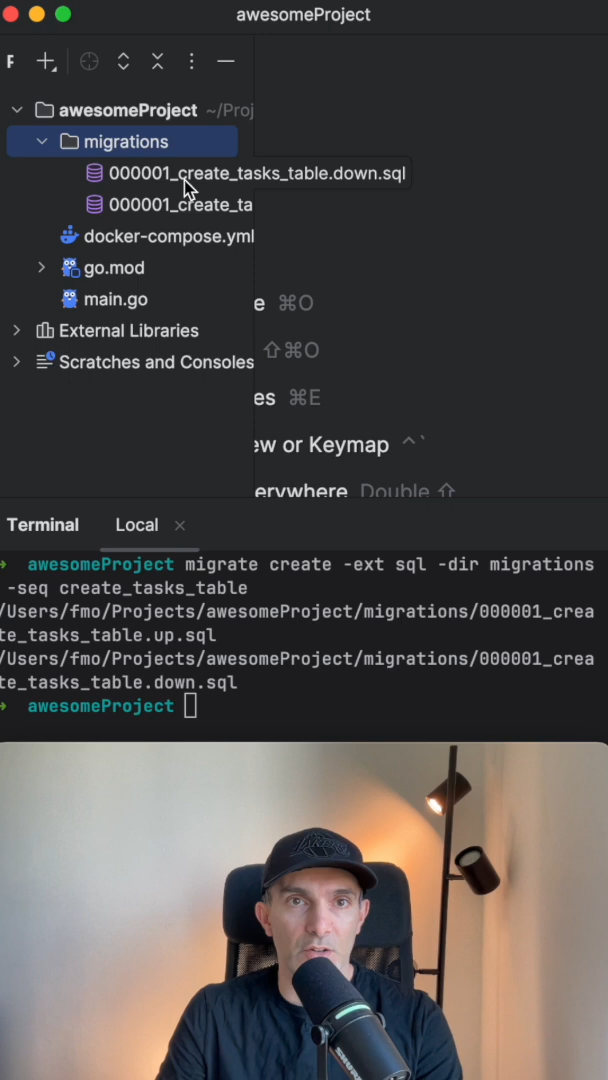 awesomeProject
F
awesomeProject ~/Proj
migrations
000001_create_tasks_table.down.sql
000001_create_ta
docker-compose.yml
go.mod
main.go
External Libraries
Scratches and Consoles
e ⌘O
⇧⌘O
es ⌘E
ew or Keymap ⌃`
erywhere Double ⇧
Terminal Local
awesomeProject migrate create -ext sql -dir migrations
-seq create_tasks_table
/Users/fmo/Projects/awesomeProject/migrations/000001_crea
te_tasks_table.up.sql
/Users/fmo/Projects/awesomeProject/migrations/000001_crea
te_tasks_table.down.sql
awesomeProject
SHURE